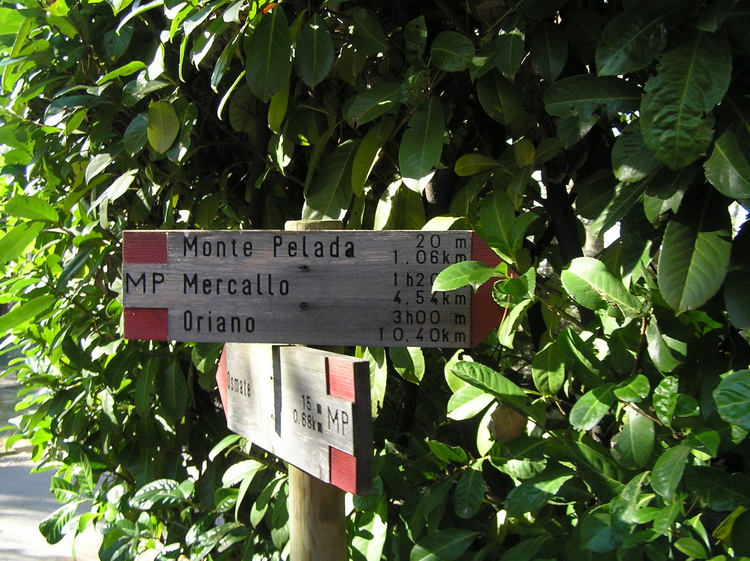 Monte Pelada 20 m
1.06km
MP Mercallo 1h20
4.54km
Oriano 3h00 m
10.40km
Osmate 15 m
0.68km MP